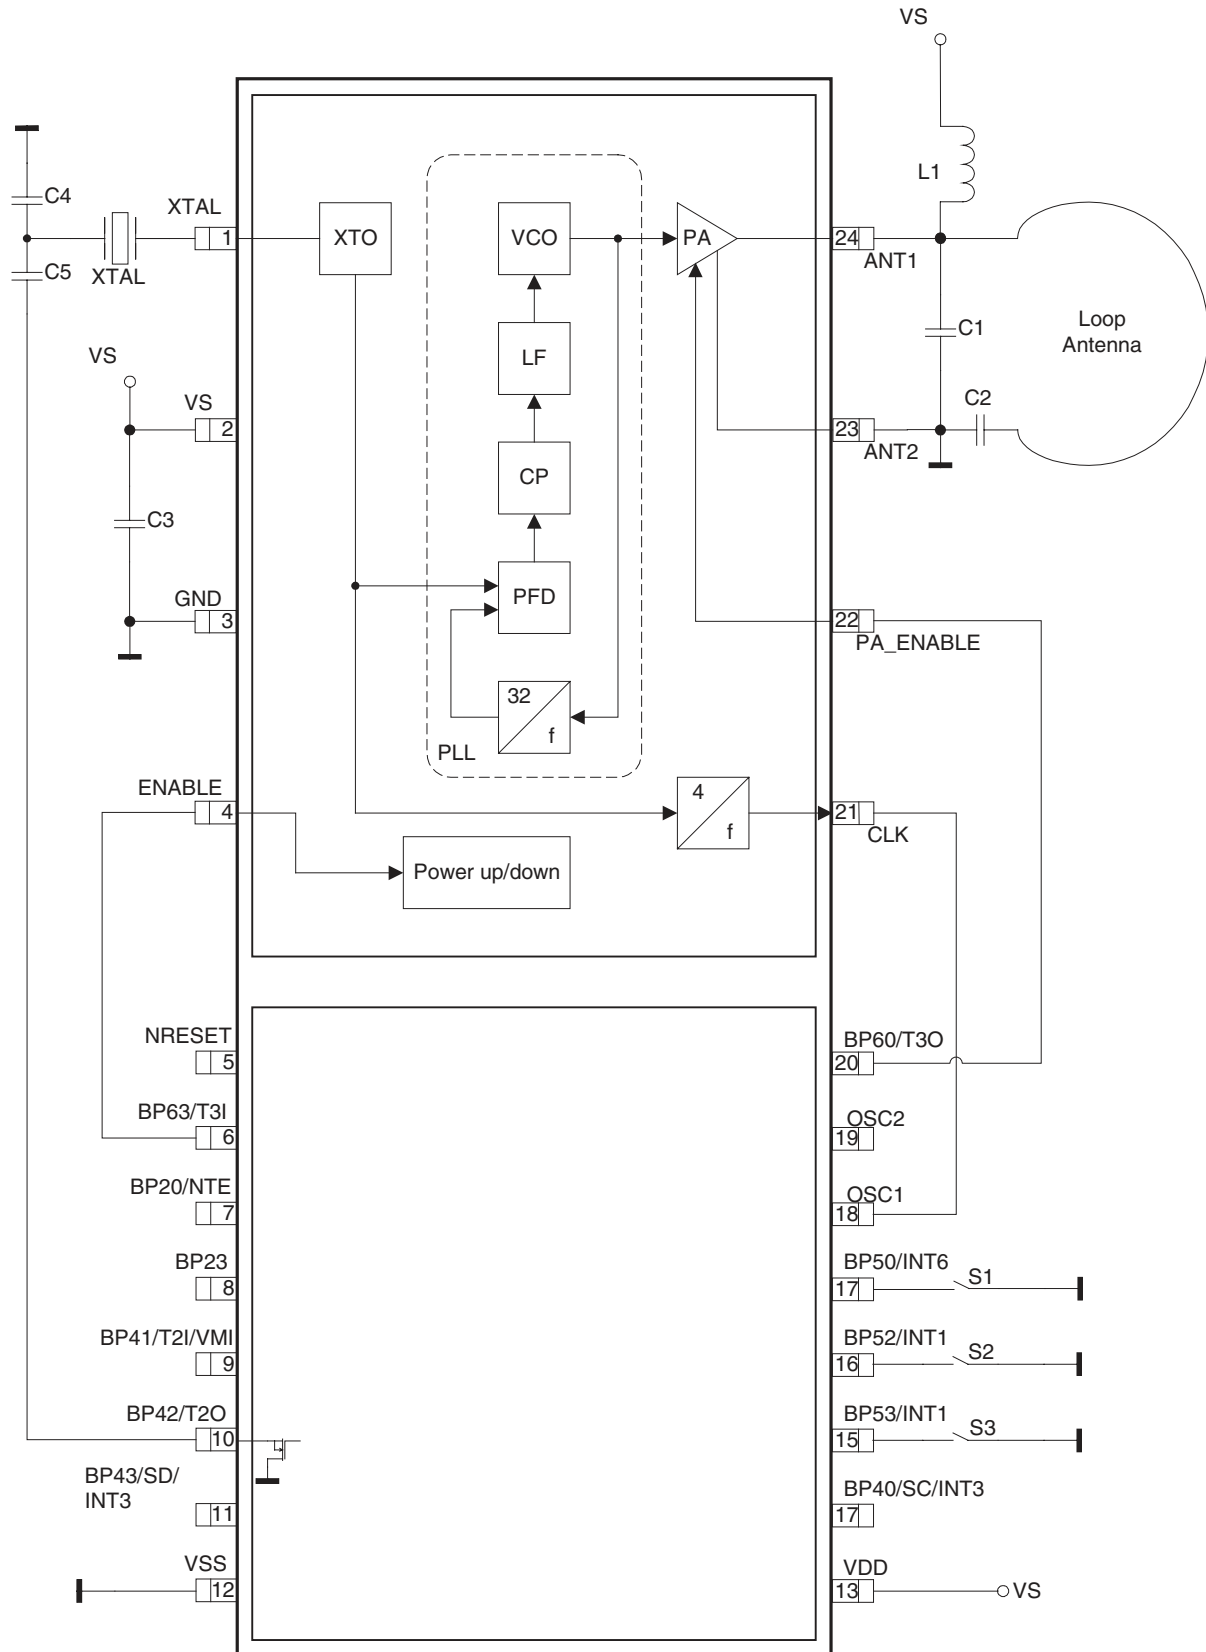 VS
L1
C4
XTAL
1
XTO
VCO
PA
24
ANT1
C5
XTAL
LF
C1
Loop
Antenna
VS
VS
2
CP
C2
23
ANT2
C3
GND
3
PFD
22
PA_ENABLE
32
f
PLL
ENABLE
4
4
f
21
CLK
Power up/down
NRESET
5
BP60/T3O
20
BP63/T3I
6
OSC2
19
BP20/NTE
7
OSC1
18
BP23
8
BP50/INT6
17
S1
BP41/T2I/VMI
9
BP52/INT1
16
S2
BP42/T2O
10
BP53/INT1
15
S3
BP43/SD/
INT3
11
BP40/SC/INT3
17
VSS
12
VDD
13
VS